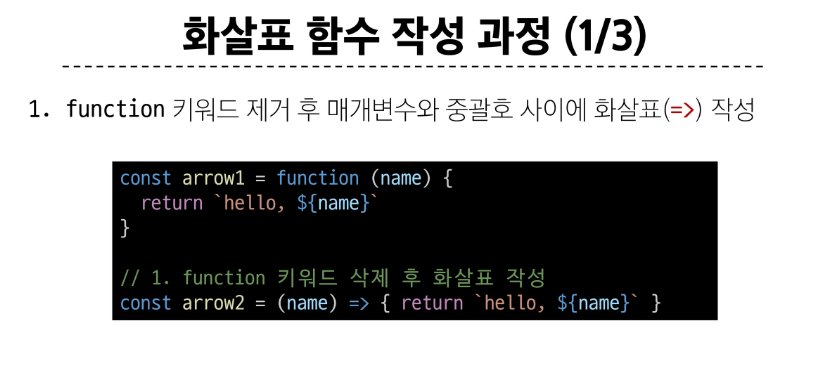 화살표 함수 작성 과정 (1/3)
1. function 키워드 제거 후 매개변수와 중괄호 사이에 화살표(=>) 작성
const arrow1 = function (name) {
  return `hello, ${name}`
}
// 1. function 키워드 삭제 후 화살표 작성
const arrow2 = (name) => { return `hello, ${name}` }